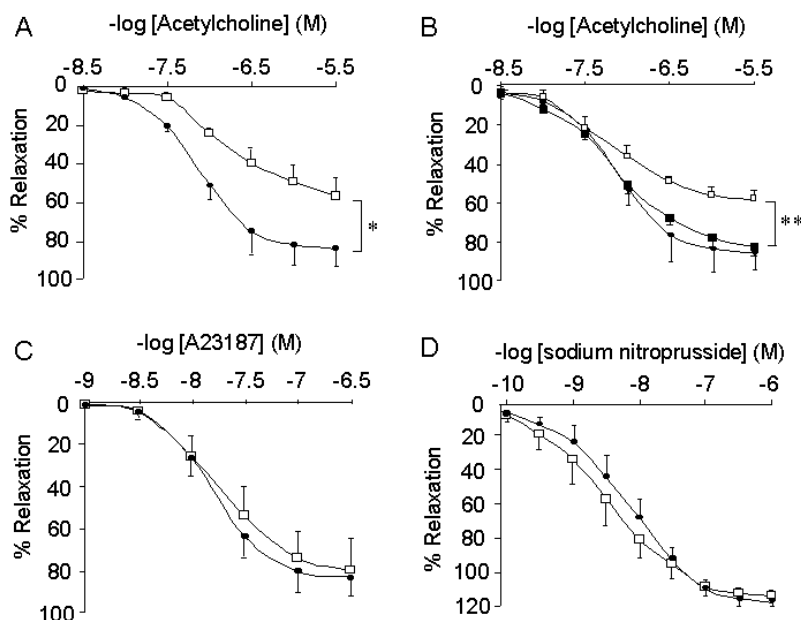 A
-log [Acetylcholine] (M)
-8.5 -7.5 -6.5 -5.5
0
20
40
60
80
100
% Relaxation
*
B
-log [Acetylcholine] (M)
-8.5 -7.5 -6.5 -5.5
0
20
40
60
80
100
% Relaxation
**
C
-log [A23187] (M)
-9 -8.5 -8 -7.5 -7 -6.5
0
20
40
60
80
100
% Relaxation
D
-log [sodium nitroprusside] (M)
-10 -9 -8 -7 -6
0
20
40
60
80
100
120
% Relaxation